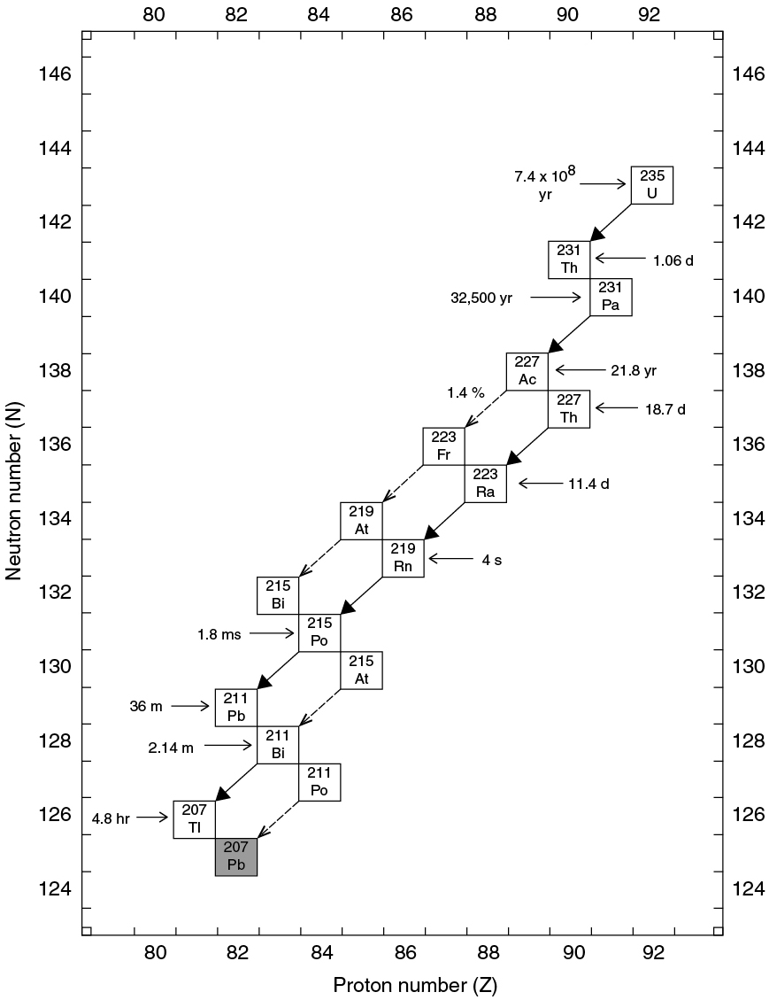 80 82 84 86 88 90 92
146 146
144 144
7.4 x 10⁸
yr
235
U
142 142
231
Th
1.06 d
32,500 yr
231
Pa
140 140
138 138
227
Ac
21.8 yr
1.4 %
227
Th
18.7 d
136 136
223
Fr
223
Ra
11.4 d
134 134
219
At
219
Rn
4 s
132 132
215
Bi
1.8 ms
215
Po
130 130
215
At
36 m
211
Pb
128 128
2.14 m
211
Bi
211
Po
126 126
4.8 hr
207
Tl
207
Pb
124 124
Neutron number (N)
80 82 84 86 88 90 92
Proton number (Z)